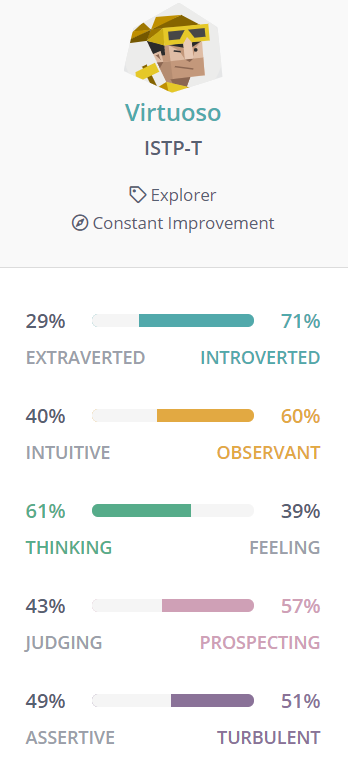 Virtuoso
ISTP-T
Explorer
Constant Improvement
29% 71%
EXTRAVERTED INTROVERTED
40% 60%
INTUITIVE OBSERVANT
61% 39%
THINKING FEELING
43% 57%
JUDGING PROSPECTING
49% 51%
ASSERTIVE TURBULENT